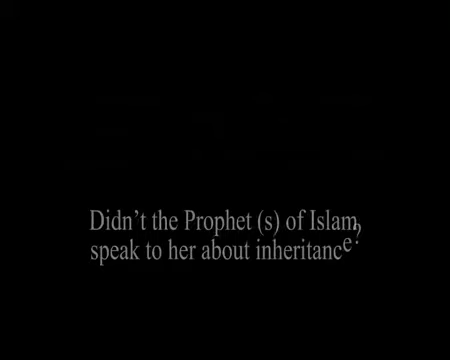 Didn't the Prophet (s) of Islam,
speak to her about inheritance?